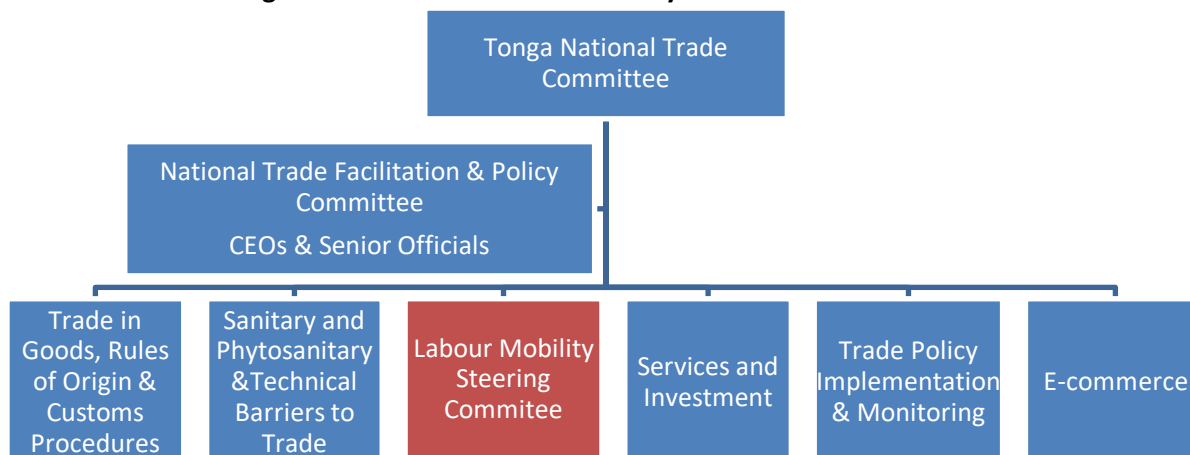 Tonga National Trade
Committee
National Trade Facilitation & Policy
Committee
CEOs & Senior Officials
Trade in
Goods, Rules
of Origin &
Customs
Procedures
Sanitary and
Phytosanitary
&Technical
Barriers to
Trade
Labour Mobility
Steering
Commitee
Services and
Investment
Trade Policy
Implementation
& Monitoring
E-commerce